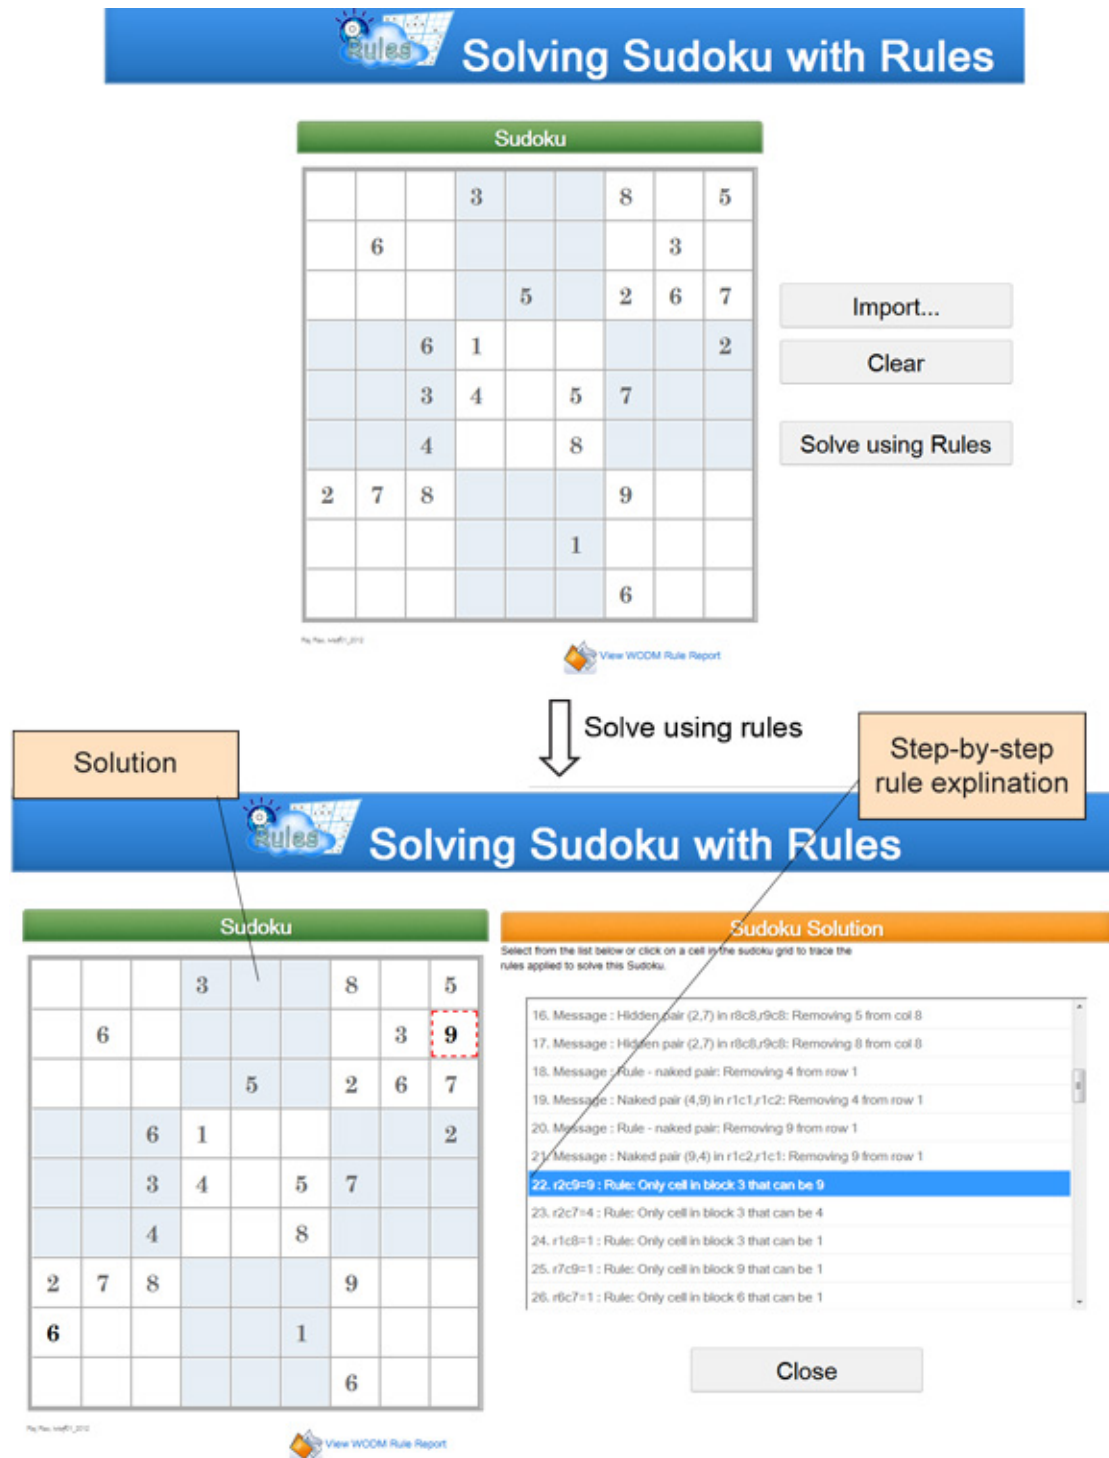 Rules
Solving Sudoku with Rules
Sudoku
3 8 5
6 3
5 2 6 7
6 1 2
3 4 5 7
4 8
2 7 8 9
1
6
Import...
Clear
Solve using Rules
View WODM Rule Report
Solve using rules
Solution
Step-by-step
rule explination
Rules
Solving Sudoku with Rules
Sudoku
3 8 5
6 3 9
5 2 6 7
6 1 2
3 4 5 7
4 8
2 7 8 9
6 1
6
View WODM Rule Report
Sudoku Solution
Select from the list below or click on a cell in the sudoku grid to trace the
rules applied to solve this Sudoku.
16. Message : Hidden pair (2,7) in r8c8,r9c8: Removing 5 from col 8
17. Message : Hidden pair (2,7) in r8c8,r9c8: Removing 8 from col 8
18. Message : Rule - naked pair: Removing 4 from row 1
19. Message : Naked pair (4,9) in r1c1,r1c2: Removing 4 from row 1
20. Message : Rule - naked pair: Removing 9 from row 1
21. Message : Naked pair (9,4) in r1c2,r1c1: Removing 9 from row 1
22. r2c9=9 : Rule: Only cell in block 3 that can be 9
23. r2c7=4 : Rule: Only cell in block 3 that can be 4
24. r1c8=1 : Rule: Only cell in block 3 that can be 1
25. r7c9=1 : Rule: Only cell in block 9 that can be 1
26. r6c7=1 : Rule: Only cell in block 6 that can be 1
Close